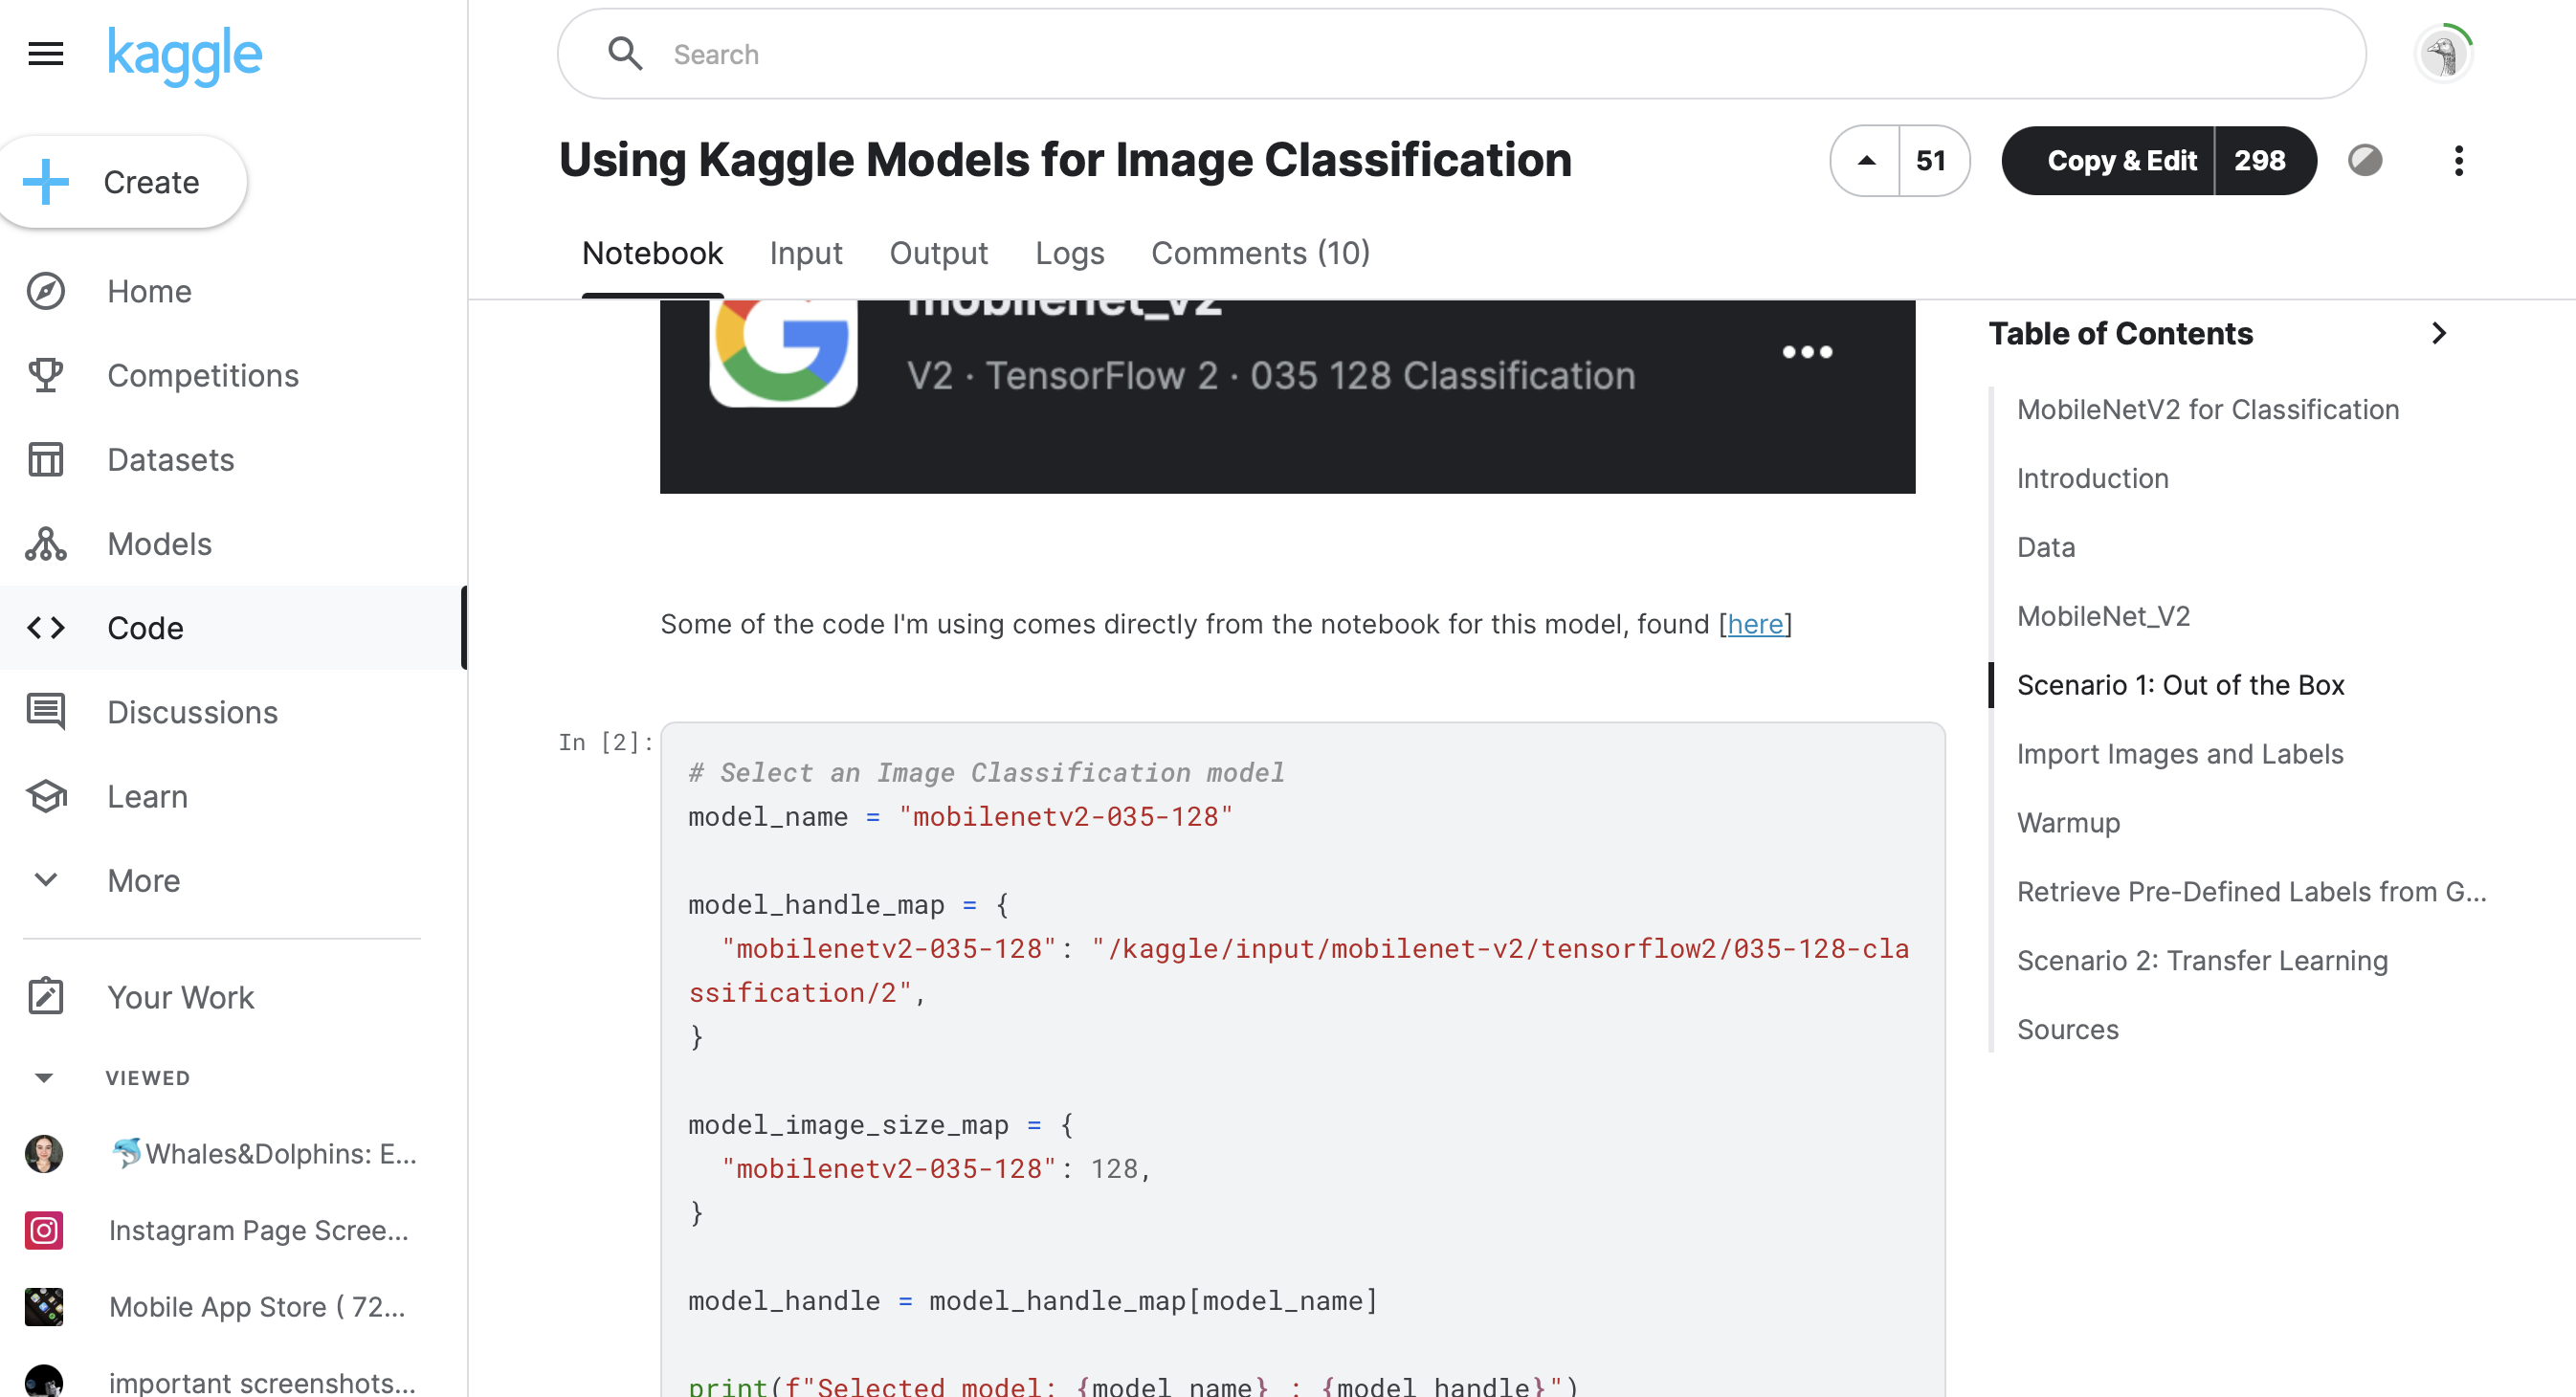 kaggle
Search
Create
Home
Competitions
Datasets
Models
Code
Discussions
Learn
More
Your Work
VIEWED
🐬Whales&Dolphins: E...
Instagram Page Scree...
Mobile App Store ( 72...
important screenshots...
Using Kaggle Models for Image Classification
51
Copy & Edit 298
Notebook Input Output Logs Comments (10)
mobilenet_v2
V2 · TensorFlow 2 · 035 128 Classification
Some of the code I'm using comes directly from the notebook for this model, found [here]
In [2]:
# Select an Image Classification model
model_name = "mobilenetv2-035-128"
model_handle_map = {
"mobilenetv2-035-128": "/kaggle/input/mobilenet-v2/tensorflow2/035-128-cla
ssification/2",
}
model_image_size_map = {
"mobilenetv2-035-128": 128,
}
model_handle = model_handle_map[model_name]
print(f"Selected model: {model_name} : {model_handle}")
Table of Contents
MobileNetV2 for Classification
Introduction
Data
MobileNet_V2
Scenario 1: Out of the Box
Import Images and Labels
Warmup
Retrieve Pre-Defined Labels from G...
Scenario 2: Transfer Learning
Sources